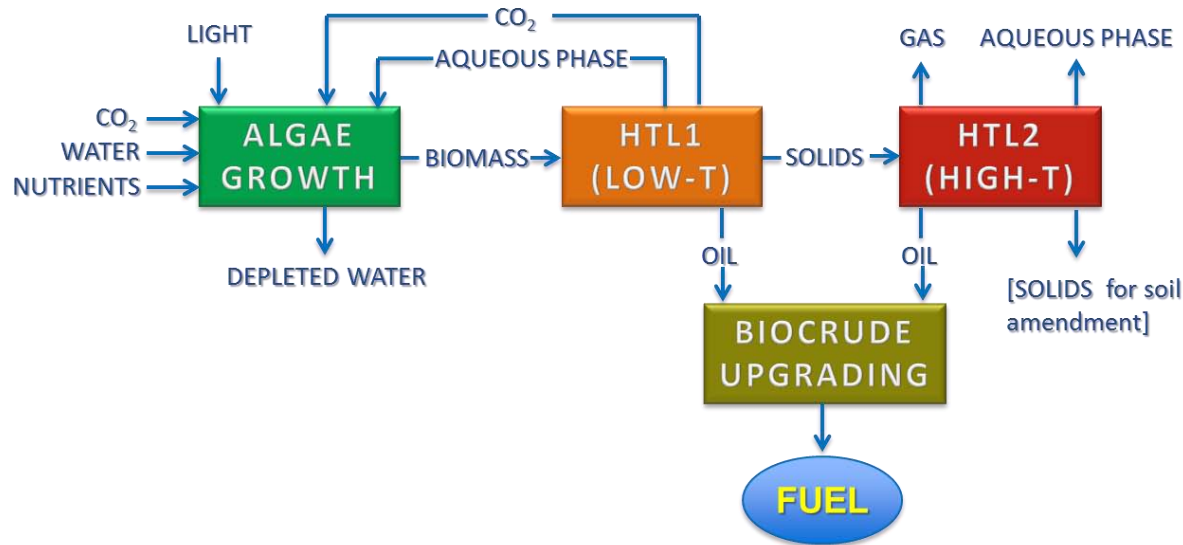 CO₂
LIGHT
GAS
AQUEOUS PHASE
AQUEOUS PHASE
CO₂
WATER
NUTRIENTS
ALGAE
GROWTH
BIOMASS
HTL1
(LOW-T)
SOLIDS
HTL2
(HIGH-T)
DEPLETED WATER
OIL
OIL
[SOLIDS for soil
amendment]
BIOCRUDE
UPGRADING
FUEL